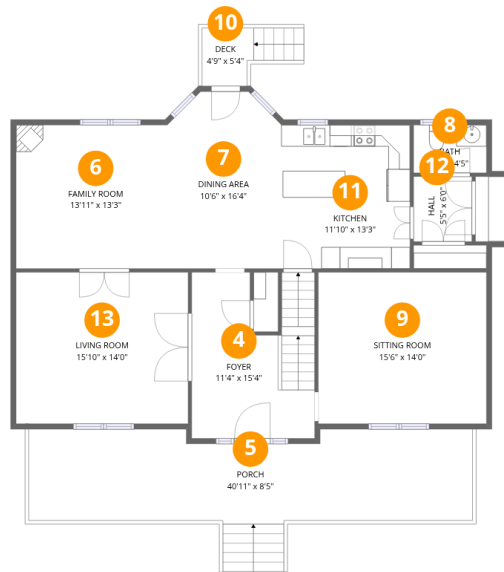 10
DECK
4'9" x 5'4"
8
BATH
4'5"
6
FAMILY ROOM
13'11" x 13'3"
7
DINING AREA
10'6" x 16'4"
12
HALL
5'5" x 6'0"
11
KITCHEN
11'10" x 13'3"
13
LIVING ROOM
15'10" x 14'0"
4
FOYER
11'4" x 15'4"
9
SITTING ROOM
15'6" x 14'0"
5
PORCH
40'11" x 8'5"